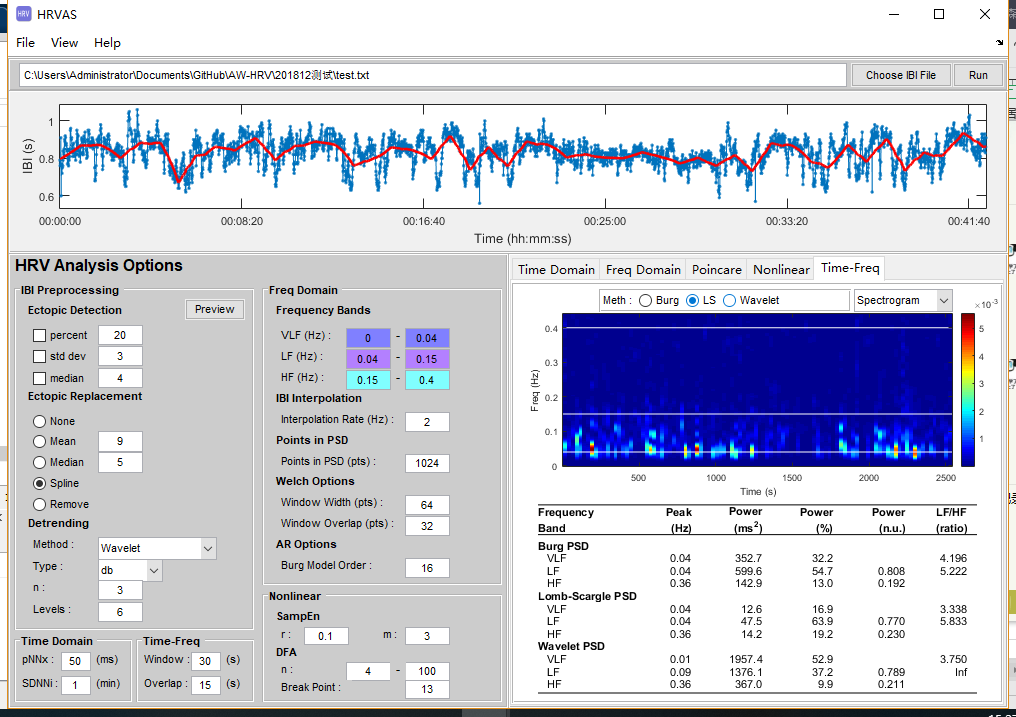 HRV HRVAS
File View Help
C:\Users\Administrator\Documents\GitHub\AW-HRV\201812测试\test.txt Choose IBI File Run
IBI (s)
1
0.8
0.6
00:00:00 00:08:20 00:16:40 00:25:00 00:33:20 00:41:40
Time (hh:mm:ss)
HRV Analysis Options
IBI Preprocessing
Ectopic Detection Preview
percent 20
std dev 3
median 4
Ectopic Replacement
None
Mean 9
Median 5
Spline
Remove
Detrending
Method : Wavelet
Type : db
n : 3
Levels : 6
Time Domain
pNNx : 50 (ms)
SDNNi : 1 (min)
Time-Freq
Window : 30 (s)
Overlap : 15 (s)
Freq Domain
Frequency Bands
VLF (Hz) : 0 - 0.04
LF (Hz) : 0.04 - 0.15
HF (Hz) : 0.15 - 0.4
IBI Interpolation
Interpolation Rate (Hz) : 2
Points in PSD
Points in PSD (pts) : 1024
Welch Options
Window Width (pts) : 64
Window Overlap (pts) : 32
AR Options
Burg Model Order : 16
Nonlinear
SampEn
r : 0.1 m : 3
DFA
n : 4 - 100
Break Point : 13
Time Domain Freq Domain Poincare Nonlinear Time-Freq
Meth : Burg LS Wavelet Spectrogram
×10⁻³
Freq (Hz)
0.4
0.3
0.2
0.1
0
500 1000 1500 2000 2500
Time (s)
5
4
3
2
1
Frequency Peak Power Power Power LF/HF
Band (Hz) (ms²) (%) (n.u.) (ratio)
Burg PSD
VLF 0.04 352.7 32.2 4.196
LF 0.04 599.6 54.7 0.808 5.222
HF 0.36 142.9 13.0 0.192
Lomb-Scargle PSD
VLF 0.04 12.6 16.9 3.338
LF 0.04 47.5 63.9 0.770 5.833
HF 0.36 14.2 19.2 0.230
Wavelet PSD
VLF 0.01 1957.4 52.9 3.750
LF 0.09 1376.1 37.2 0.789 Inf
HF 0.36 367.0 9.9 0.211